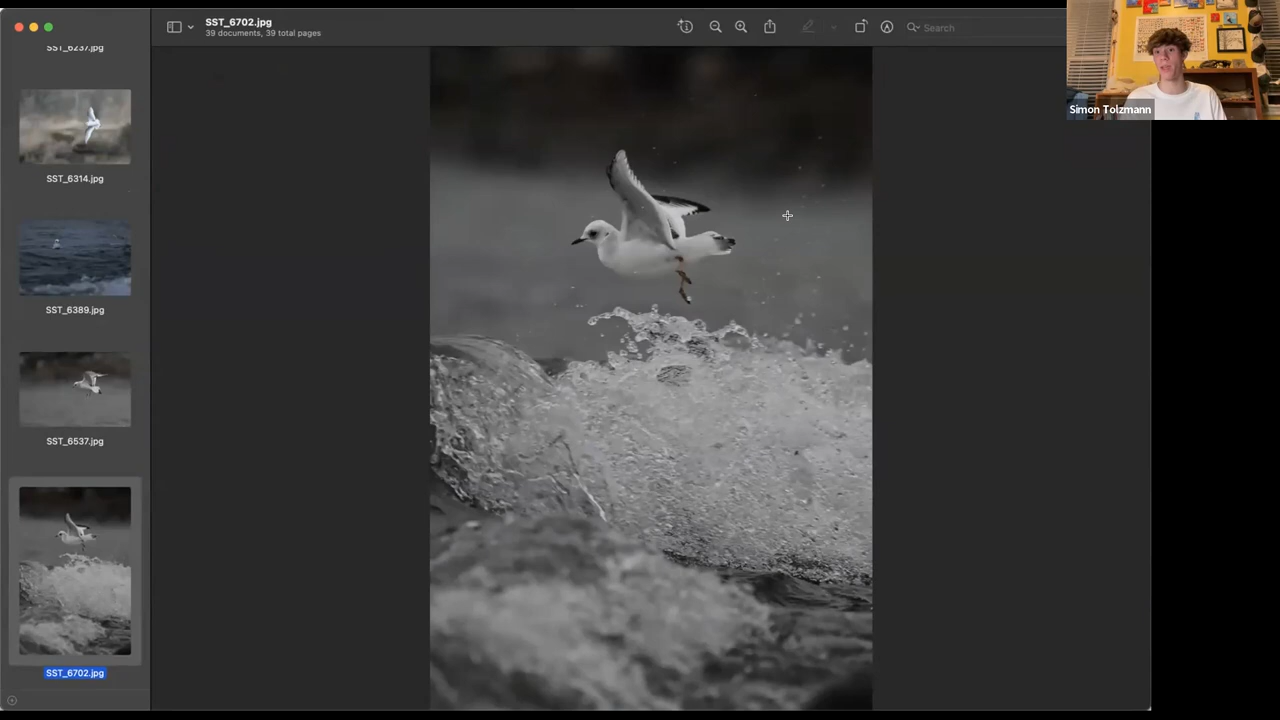 SST_6702.jpg
39 documents, 39 total pages
Search
Simon Tolzmann
SST_6237.jpg
SST_6314.jpg
SST_6389.jpg
SST_6537.jpg
SST_6702.jpg